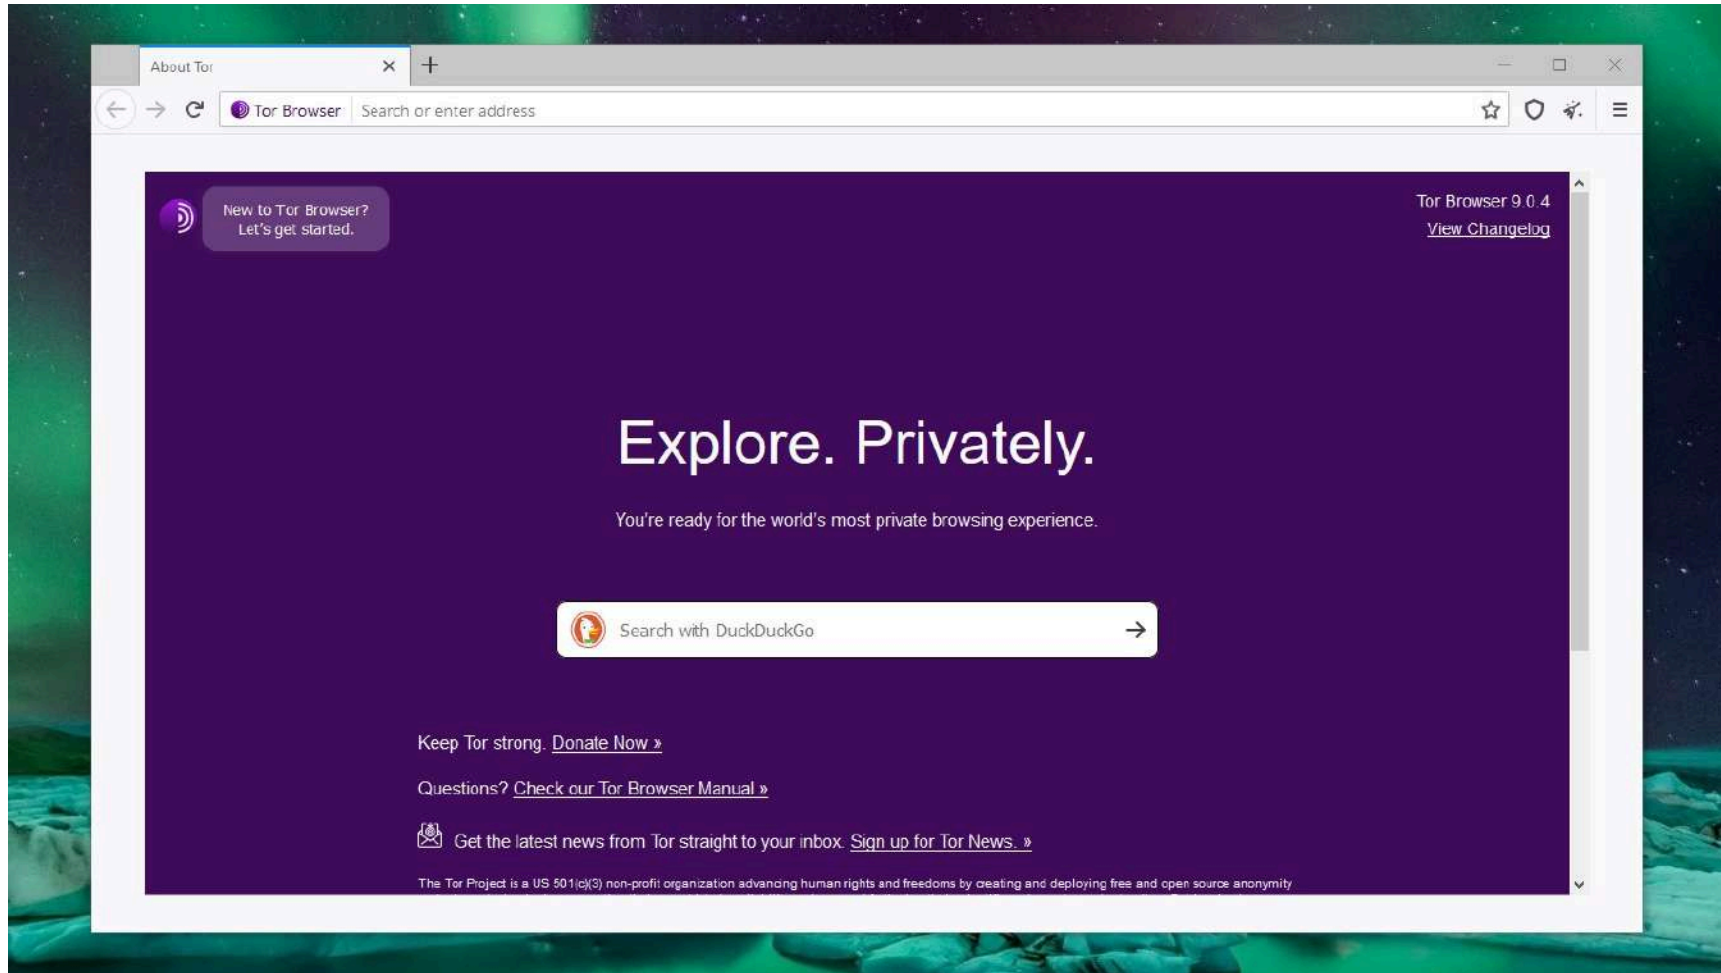 About Tor
Tor Browser Search or enter address
New to Tor Browser?
Let's get started.
Tor Browser 9.0.4
View Changelog
Explore. Privately.
You're ready for the world's most private browsing experience.
Search with DuckDuckGo
Keep Tor strong. Donate Now »
Questions? Check our Tor Browser Manual »
Get the latest news from Tor straight to your inbox. Sign up for Tor News. »
The Tor Project is a US 501(c)(3) non-profit organization advancing human rights and freedoms by creating and deploying free and open source anonymity